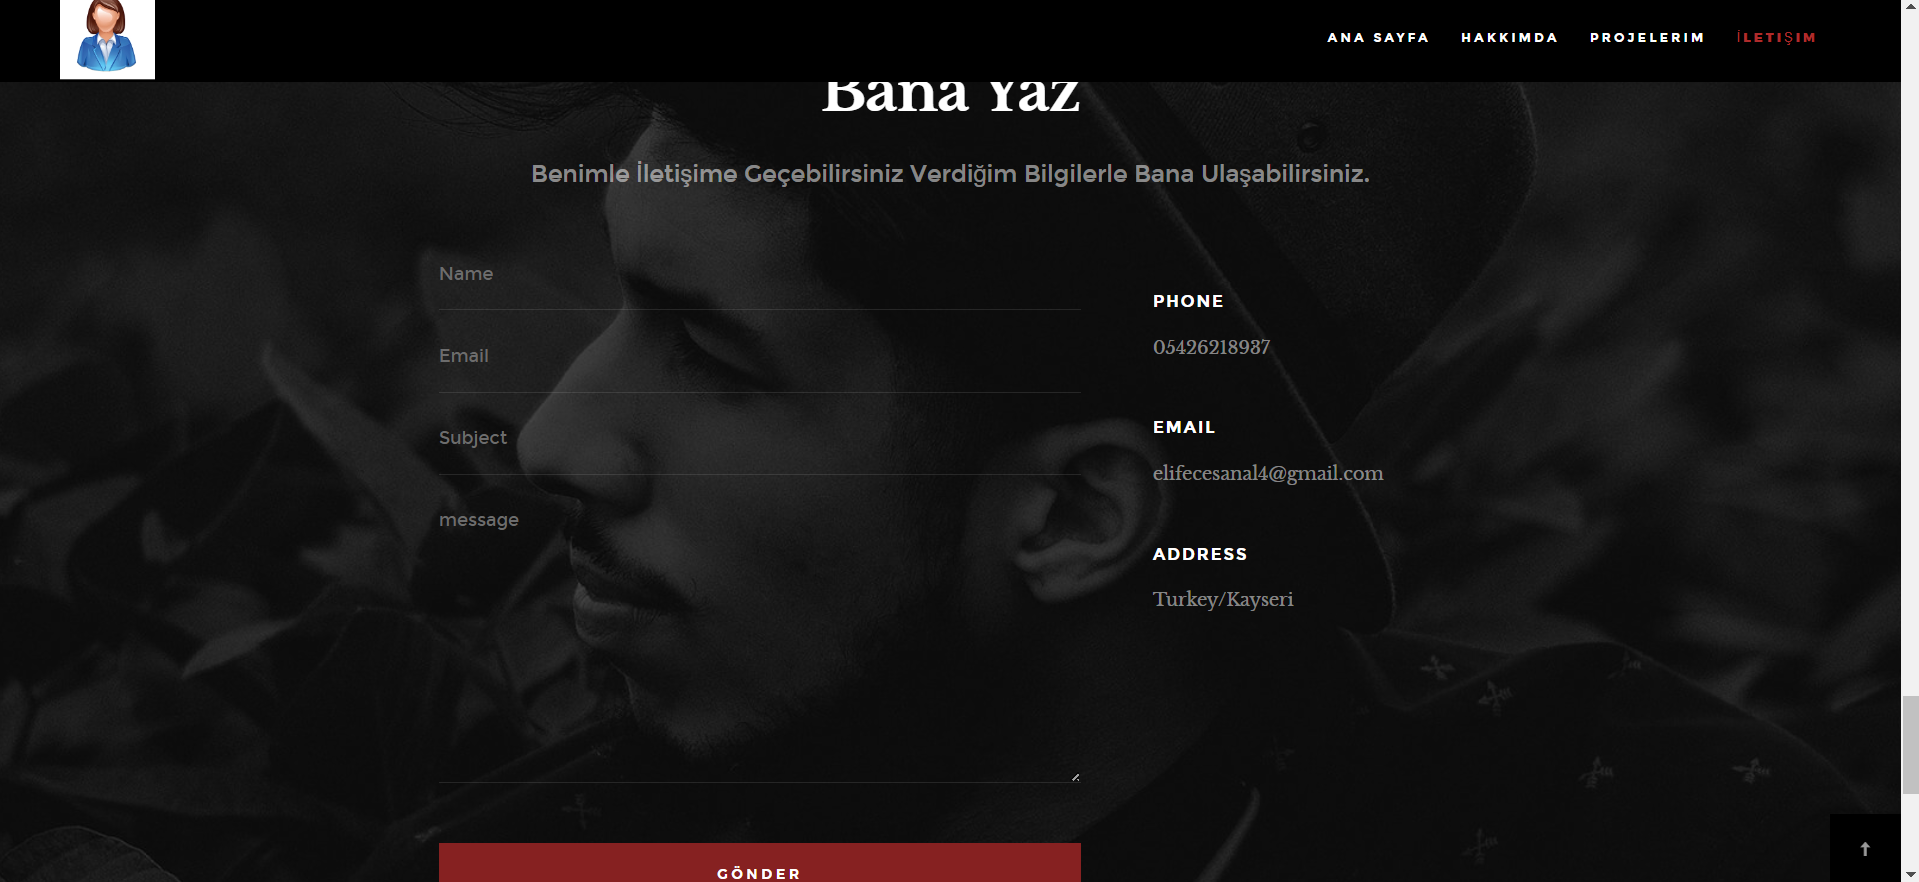 ANA SAYFA HAKKIMDA PROJELERIM İLETIŞIM
Bana Yaz
Benimle İletişime Geçebilirsiniz Verdiğim Bilgilerle Bana Ulaşabilirsiniz.
Name
Email
Subject
message
GÖNDER
PHONE
05426218937
EMAIL
elifecesanal4@gmail.com
ADDRESS
Turkey/Kayseri